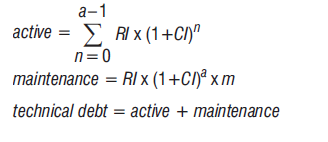 a−1
active = ∑ RI x (1+CI)ⁿ
n=0
maintenance = RI x (1+CI)ª x m
technical debt = active + maintenance